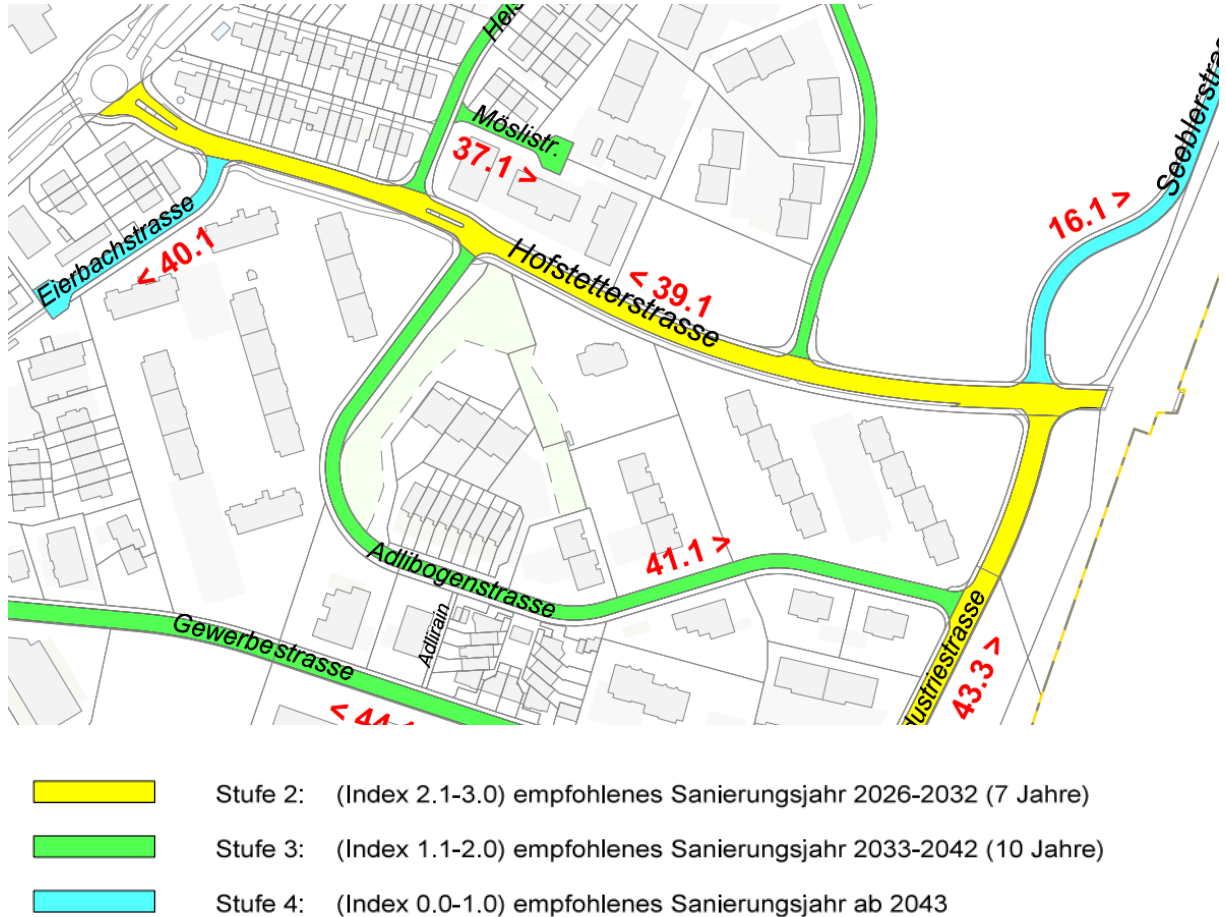 Möslistr.
37.1 >
Seeblerstras
16.1 >
Eierbachstrasse
< 40.1
Hofstetterstrasse
< 39.1
Adlibogenstrasse
41.1 >
Adlirain
Gewerbestrasse
dustriestrasse
43.3 >
Stufe 2: (Index 2.1-3.0) empfohlenes Sanierungsjahr 2026-2032 (7 Jahre)
Stufe 3: (Index 1.1-2.0) empfohlenes Sanierungsjahr 2033-2042 (10 Jahre)
Stufe 4: (Index 0.0-1.0) empfohlenes Sanierungsjahr ab 2043